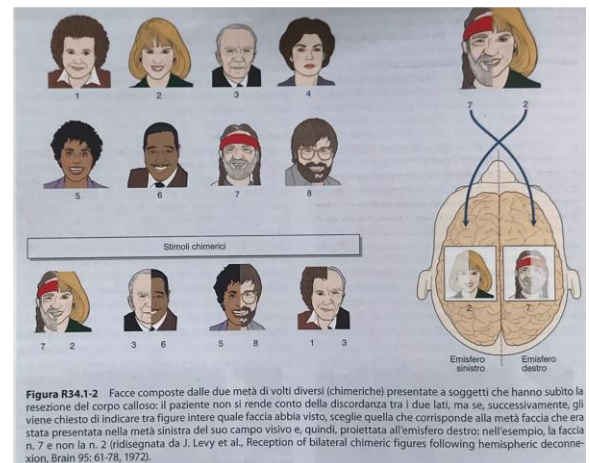 1 2 3 4
7 2
5 6 7 8
Stimoli chimerici
7 2 3 6 5 8 1 3
2 7
Emisfero sinistro
Emisfero destro
Figura R34.1-2 Facce composte dalle due metà di volti diversi (chimeriche) presentate a soggetti che hanno subìto la
resezione del corpo calloso: il paziente non si rende conto della discordanza tra i due lati, ma se, successivamente, gli
viene chiesto di indicare tra figure intere quale faccia abbia visto, sceglie quella che corrisponde alla metà faccia che era
stata presentata nella metà sinistra del suo campo visivo e, quindi, proiettata all'emisfero destro: nell'esempio, la faccia
n. 7 e non la n. 2 (ridisegnata da J. Levy et al., Reception of bilateral chimeric figures following hemispheric deconne-
xion, Brain 95: 61-78, 1972).